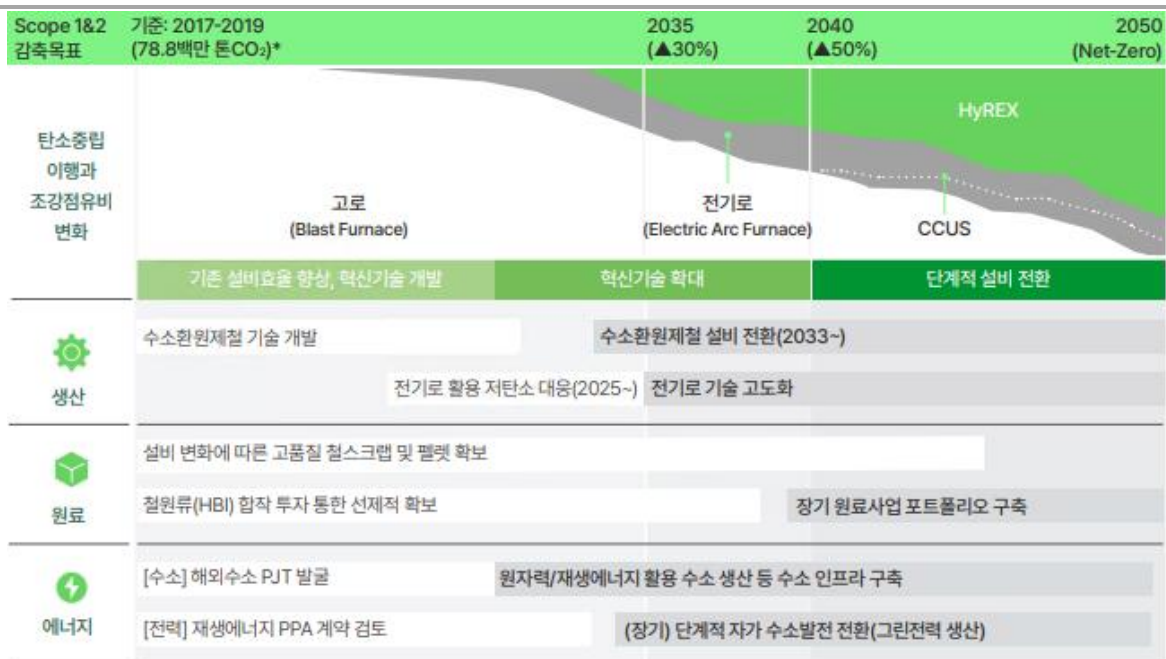 Scope 1&2 기준: 2017-2019 2035 2040 2050
감축목표 (78.8백만 톤CO₂)* (▲30%) (▲50%) (Net-Zero)
HyREX
탄소중립
이행과
조강점유비
변화
고로
(Blast Furnace)
전기로
(Electric Arc Furnace)
CCUS
기존 설비효율 향상, 혁신기술 개발 혁신기술 확대 단계적 설비 전환
생산
수소환원제철 기술 개발 수소환원제철 설비 전환(2033~)
전기로 활용 저탄소 대응(2025~) 전기로 기술 고도화
원료
설비 변화에 따른 고품질 철스크랩 및 펠렛 확보
철원류(HBI) 합작 투자 통한 선제적 확보 장기 원료사업 포트폴리오 구축
에너지
[수소] 해외수소 PJT 발굴 원자력/재생에너지 활용 수소 생산 등 수소 인프라 구축
[전력] 재생에너지 PPA 계약 검토 (장기) 단계적 자가 수소발전 전환(그린전력 생산)